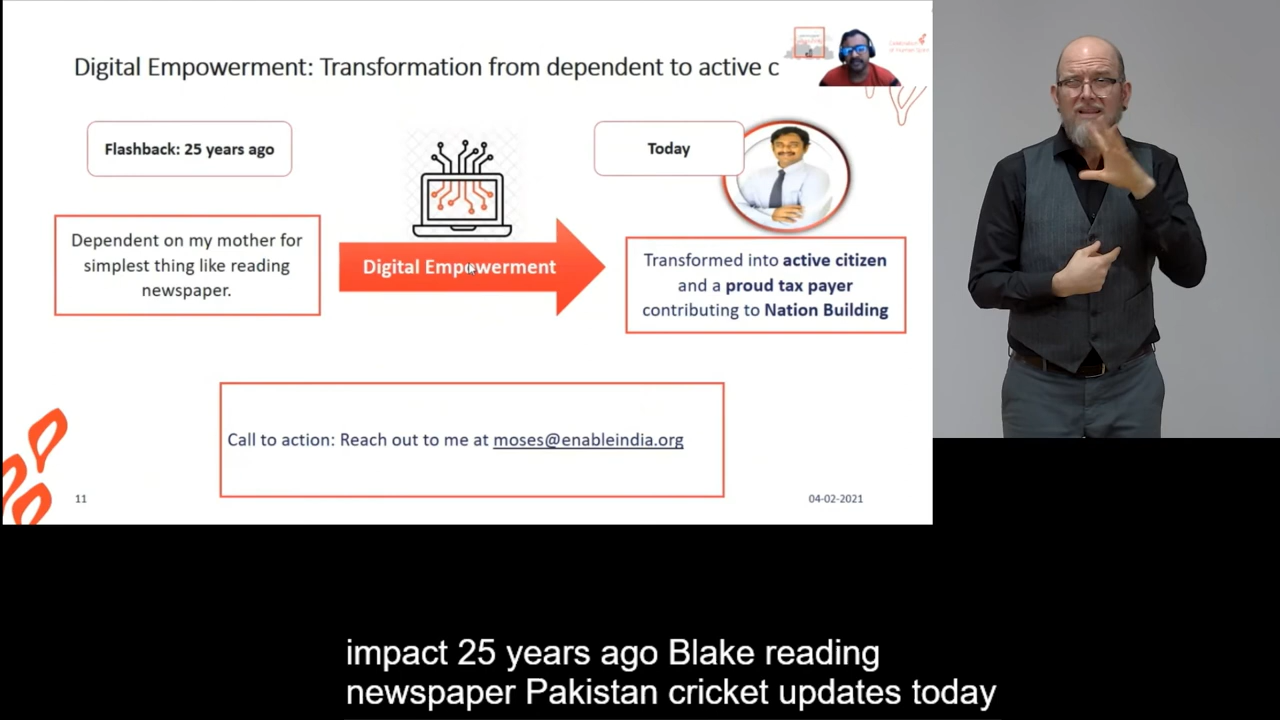 Digital Empowerment: Transformation from dependent to active c
Flashback: 25 years ago
Today
Dependent on my mother for
simplest thing like reading
newspaper.
Digital Empowerment
Transformed into active citizen
and a proud tax payer
contributing to Nation Building
Call to action: Reach out to me at moses@enableindia.org
11
04-02-2021
impact 25 years ago Blake reading
newspaper Pakistan cricket updates today